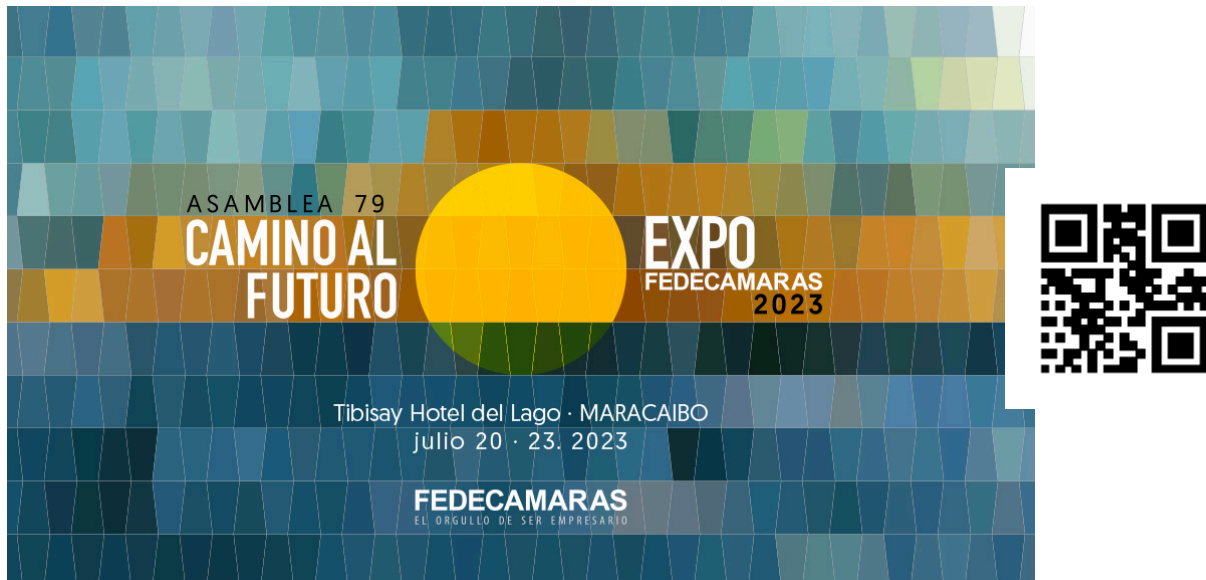 ASAMBLEA 79
CAMINO AL
FUTURO
EXPO
FEDECAMARAS
2023
Tibisay Hotel del Lago · MARACAIBO
julio 20 · 23. 2023
FEDECAMARAS
EL ORGULLO DE SER EMPRESARIO